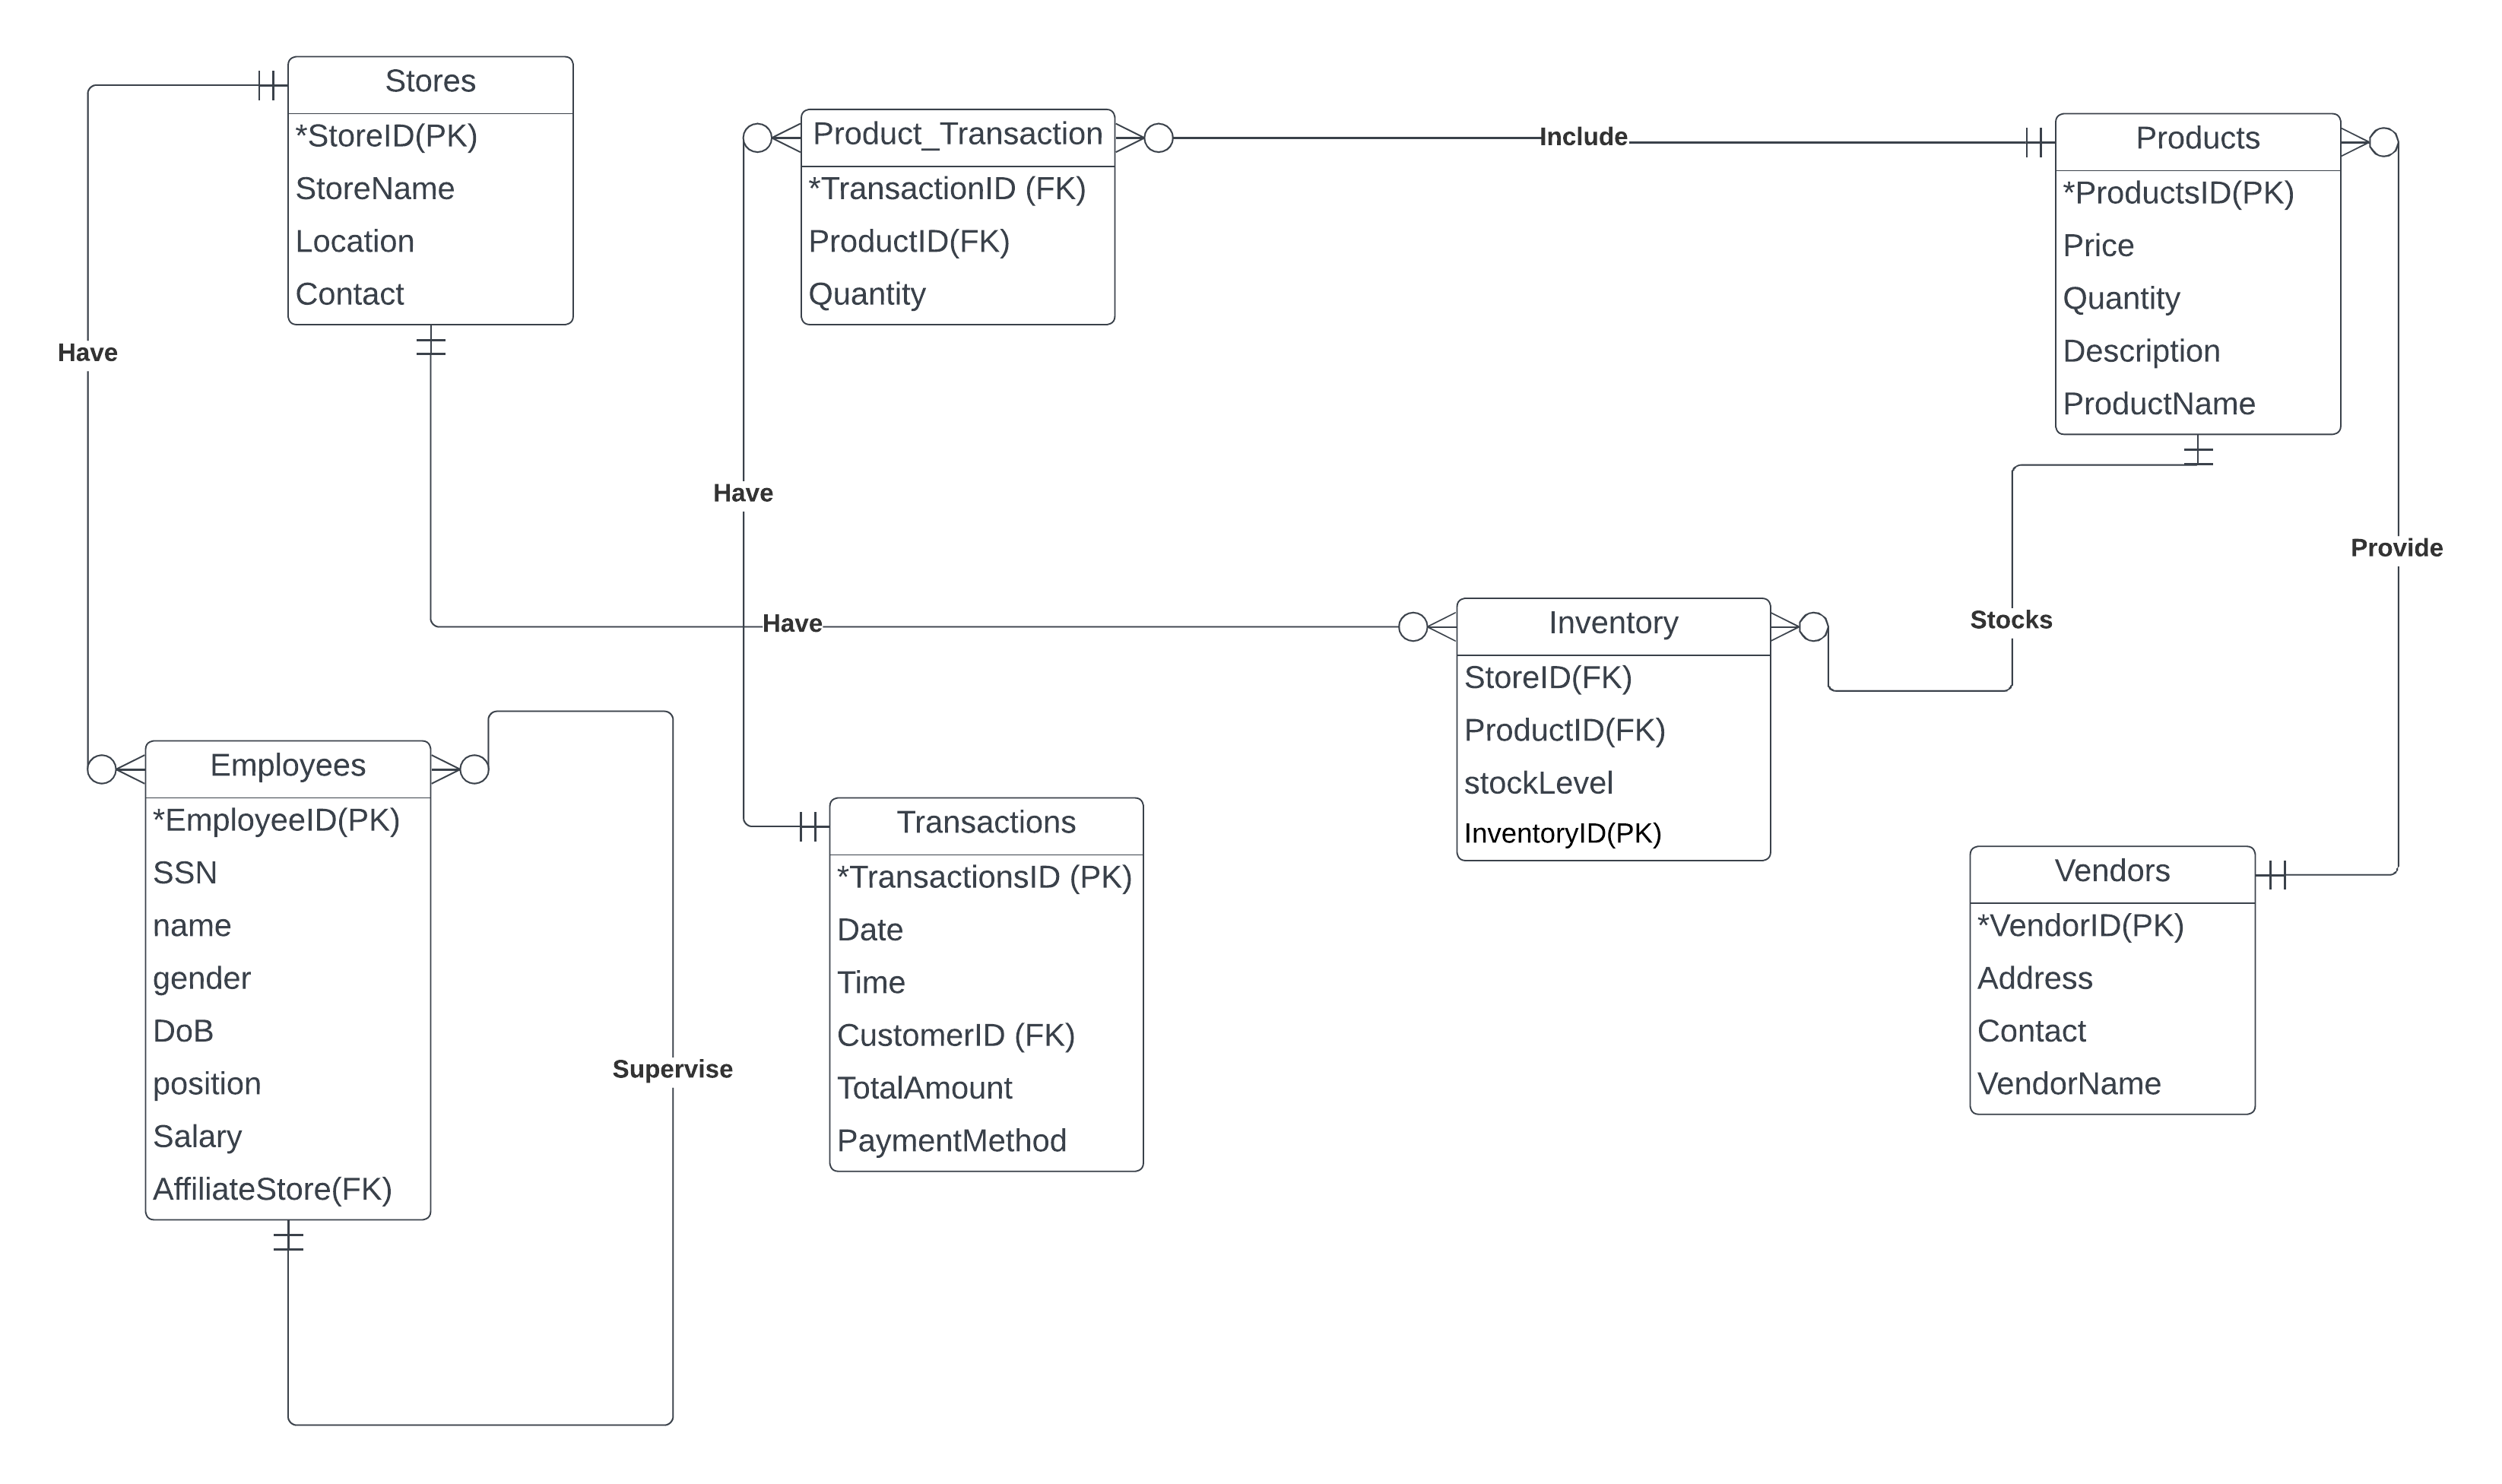 Stores
*StoreID(PK)
StoreName
Location
Contact
Product_Transaction
*TransactionID (FK)
ProductID(FK)
Quantity
Include
Products
*ProductsID(PK)
Price
Quantity
Description
ProductName
Have
Have
Have
Provide
Stocks
Inventory
StoreID(FK)
ProductID(FK)
stockLevel
InventoryID(PK)
Employees
*EmployeeID(PK)
SSN
name
gender
DoB
position
Salary
AffiliateStore(FK)
Supervise
Transactions
*TransactionsID (PK)
Date
Time
CustomerID (FK)
TotalAmount
PaymentMethod
Vendors
*VendorID(PK)
Address
Contact
VendorName